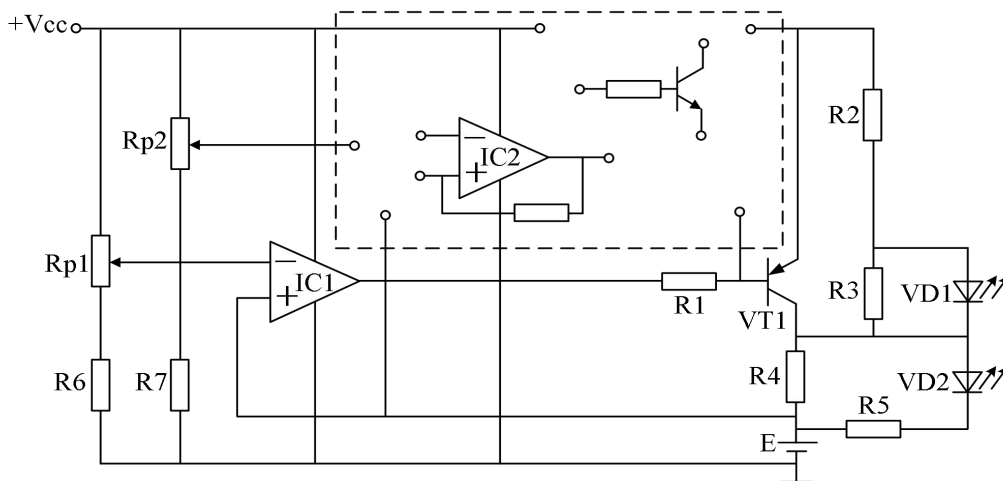 +Vcc
Rp2
IC2
R2
Rp1
IC1
R1
VT1
R3
VD1
R6
R7
R4
VD2
R5
E